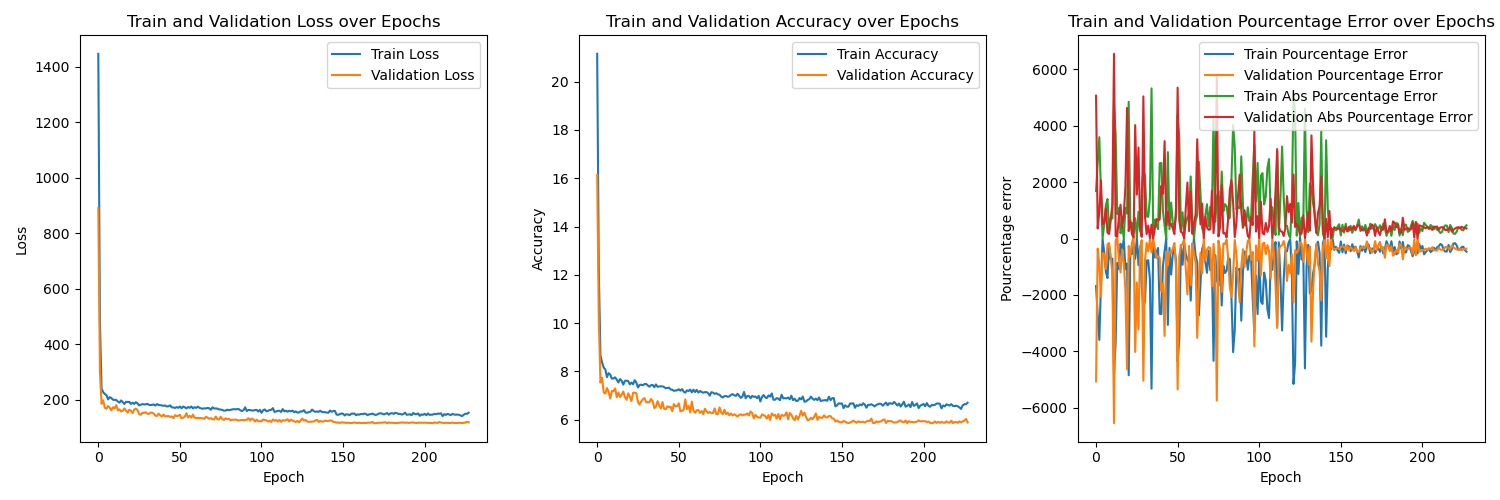 Train and Validation Loss over Epochs
Loss
1400
1200
1000
800
600
400
200
0
50
100
150
200
Epoch
Train Loss
Validation Loss
Train and Validation Accuracy over Epochs
Accuracy
20
18
16
14
12
10
8
6
0
50
100
150
200
Epoch
Train Accuracy
Validation Accuracy
Train and Validation Pourcentage Error over Epochs
Pourcentage error
6000
4000
2000
0
−2000
−4000
−6000
0
50
100
150
200
Epoch
Train Pourcentage Error
Validation Pourcentage Error
Train Abs Pourcentage Error
Validation Abs Pourcentage Error